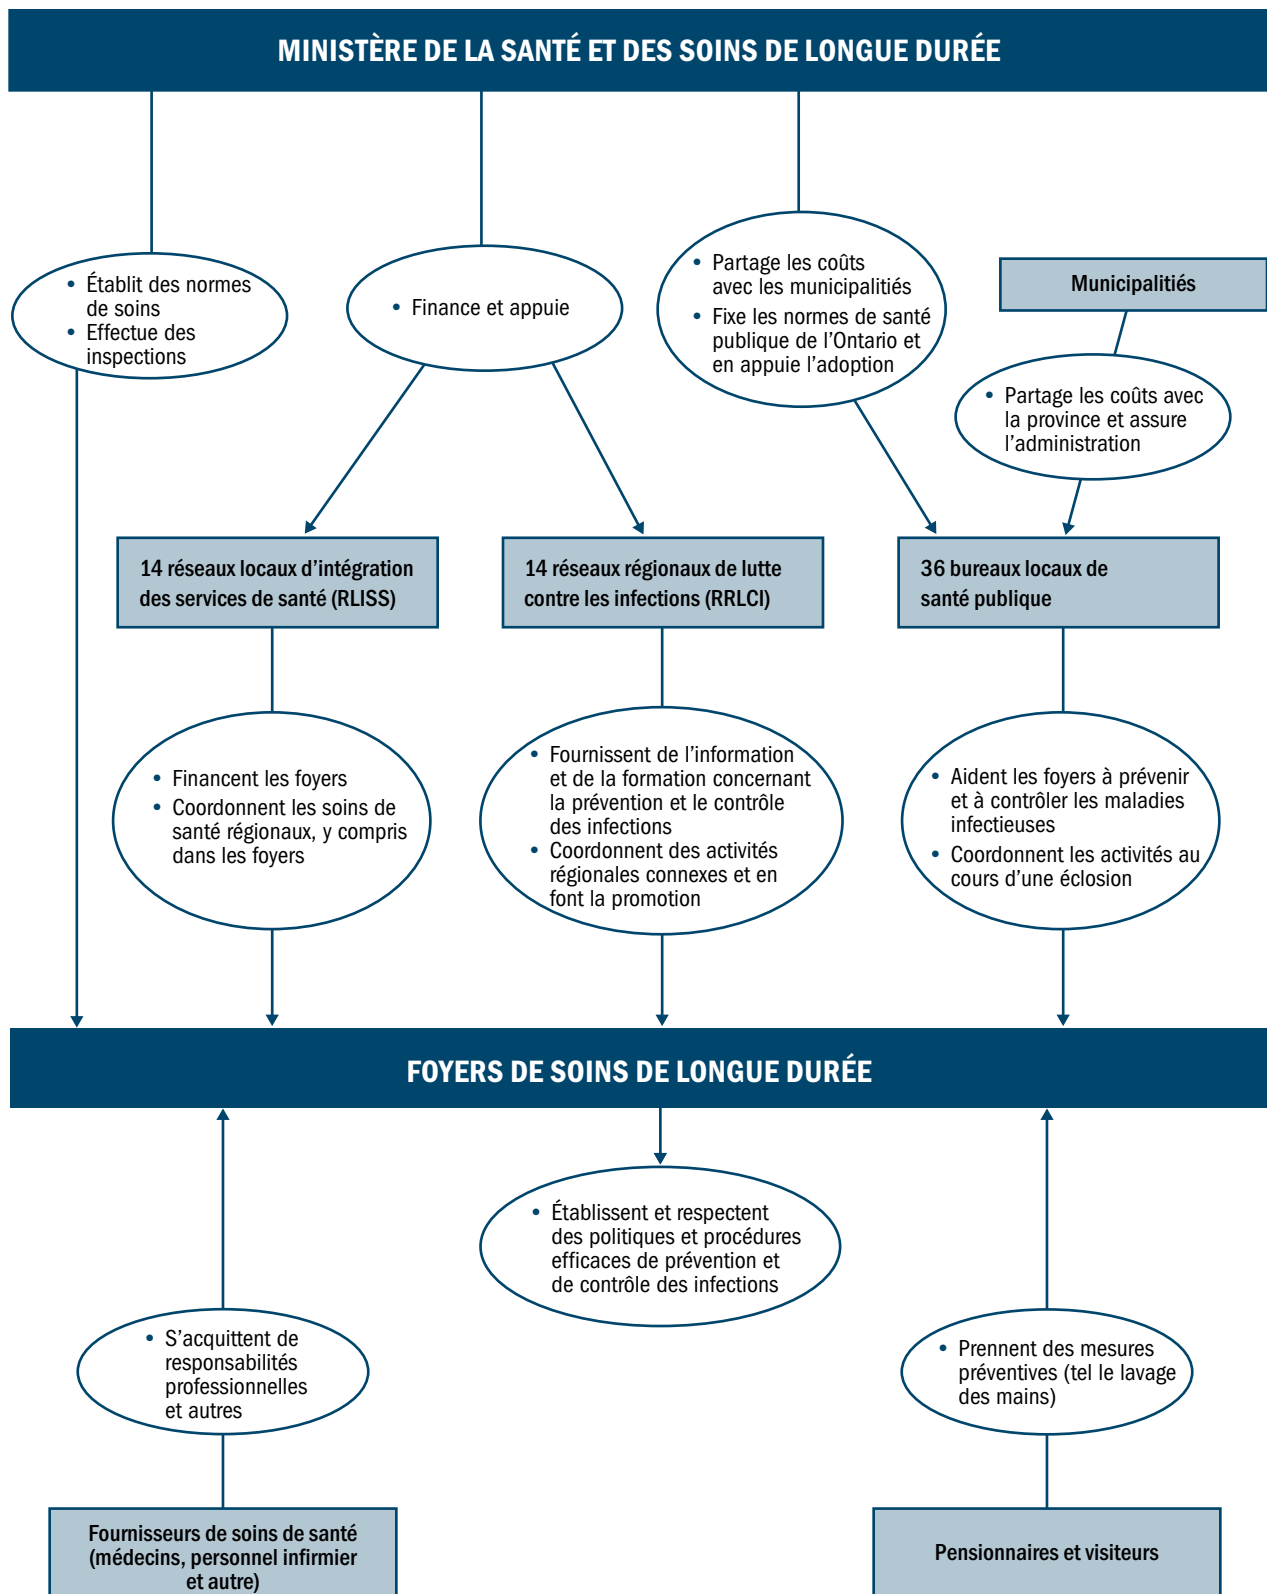 MINISTÈRE DE LA SANTÉ ET DES SOINS DE LONGUE DURÉE
• Établit des normes
de soins
• Effectue des
inspections
• Finance et appuie
• Partage les coûts
avec les municipalitiés
• Fixe les normes de santé
publique de l'Ontario et
en appuie l'adoption
Municipalitiés
• Partage les coûts avec
la province et assure
l'administration
14 réseaux locaux d'intégration
des services de santé (RLISS)
14 réseaux régionaux de lutte
contre les infections (RRLCI)
36 bureaux locaux de
santé publique
• Financent les foyers
• Coordonnent les soins de
santé régionaux, y compris
dans les foyers
• Fournissent de l'information
et de la formation concernant
la prévention et le contrôle
des infections
• Coordonnent des activités
régionales connexes et en
font la promotion
• Aident les foyers à prévenir
et à contrôler les maladies
infectieuses
• Coordonnent les activités au
cours d'une éclosion
FOYERS DE SOINS DE LONGUE DURÉE
• Établissent et respectent
des politiques et procédures
efficaces de prévention et
de contrôle des infections
• S'acquittent de
responsabilités
professionnelles
et autres
• Prennent des mesures
préventives (tel le lavage
des mains)
Fournisseurs de soins de santé
(médecins, personnel infirmier
et autre)
Pensionnaires et visiteurs